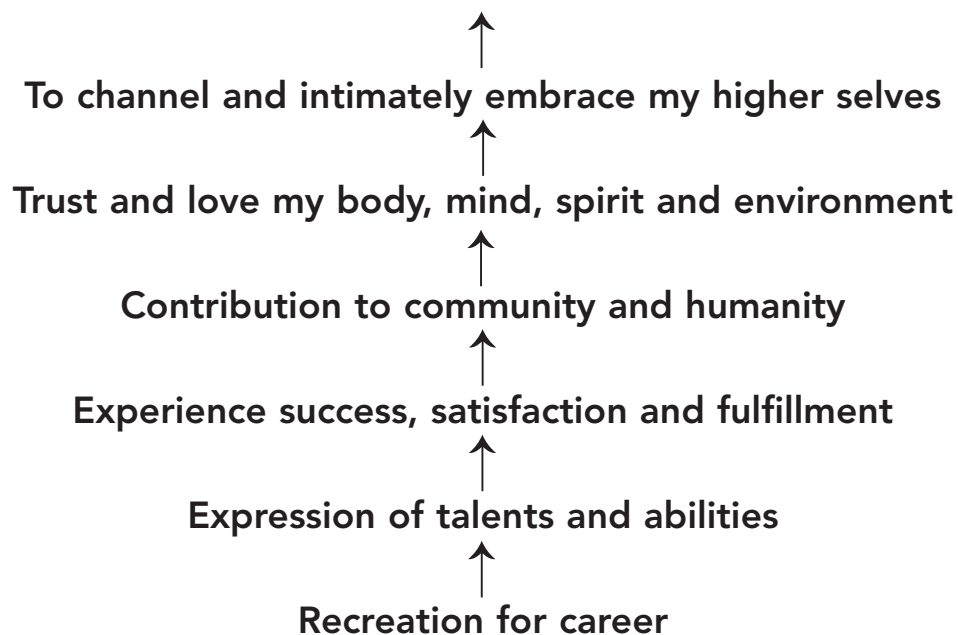 To channel and intimately embrace my higher selves
Trust and love my body, mind, spirit and environment
Contribution to community and humanity
Experience success, satisfaction and fulfillment
Expression of talents and abilities
Recreation for career